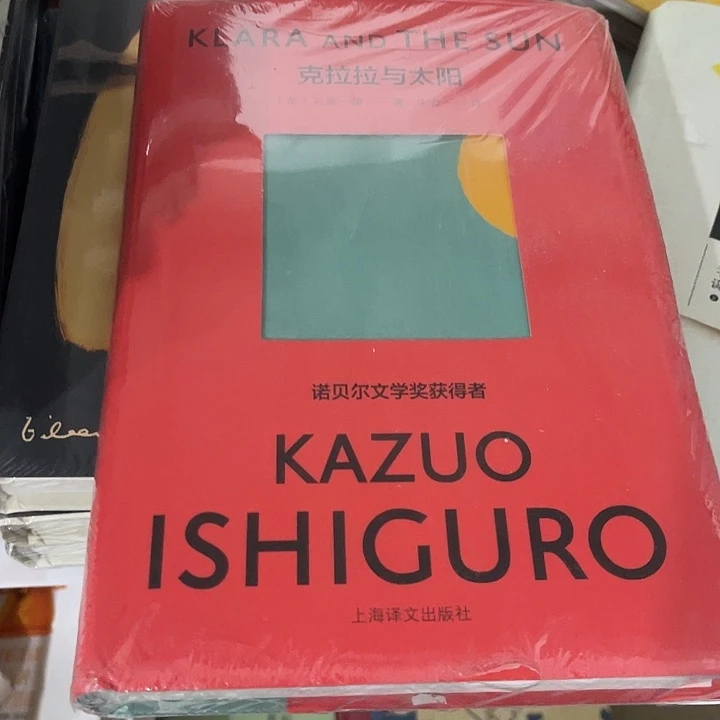 KLARA AND THE SUN
克拉拉与太阳
诺贝尔文学奖获得者
KAZUO
ISHIGURO
上海译文出版社